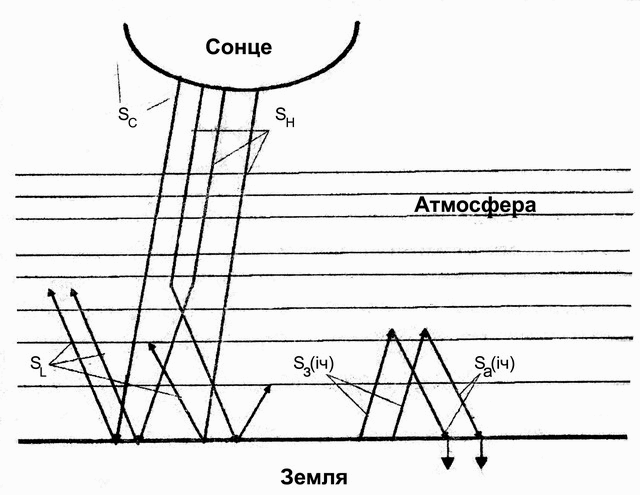 Сонце
S_C
S_H
Атмосфера
S_L
S_з(іч)
S_а(іч)
Земля